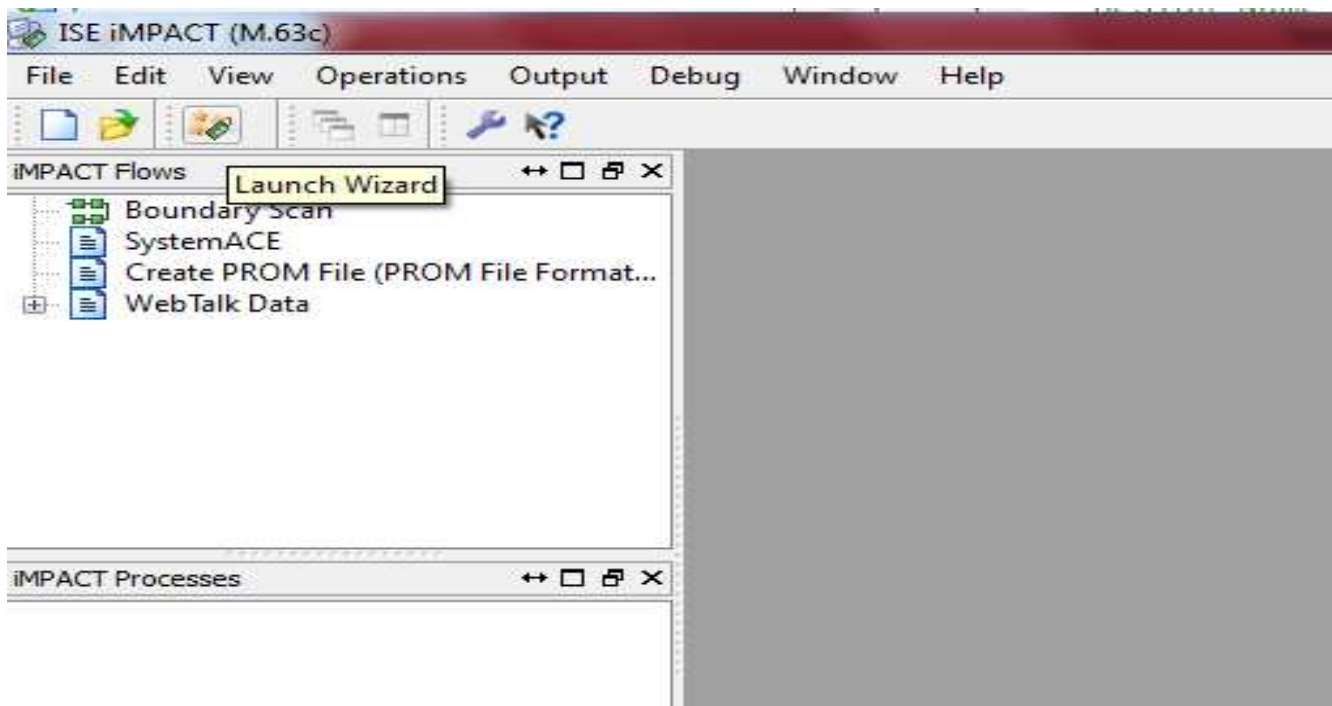 ISE iMPACT (M.63c)
File Edit View Operations Output Debug Window Help
iMPACT Flows
Launch Wizard
Boundary Scan
SystemACE
Create PROM File (PROM File Format...
WebTalk Data
iMPACT Processes